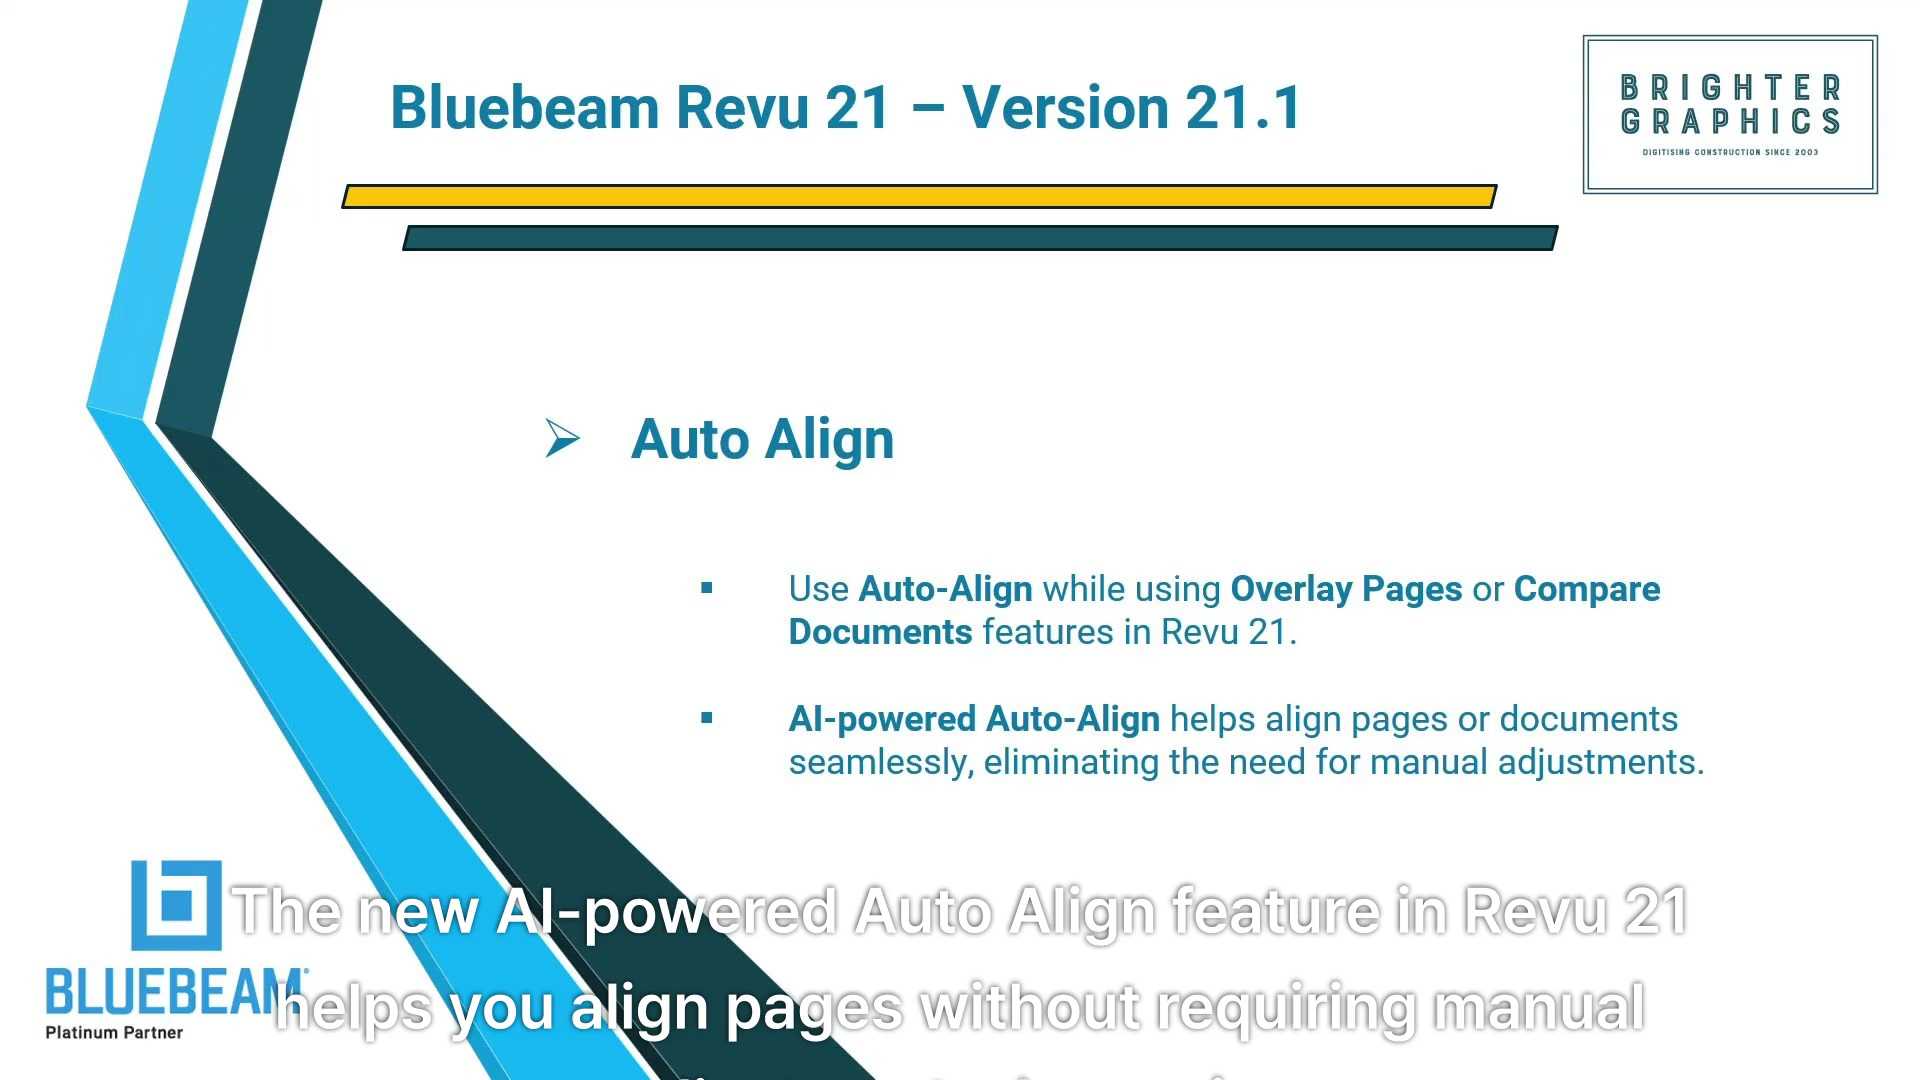 Bluebeam Revu 21 – Version 21.1
BRIGHTER
GRAPHICS
DIGITISING CONSTRUCTION SINCE 2003
Auto Align
Use Auto-Align while using Overlay Pages or Compare
Documents features in Revu 21.
AI-powered Auto-Align helps align pages or documents
seamlessly, eliminating the need for manual adjustments.
BLUEBEAM
Platinum Partner
The new AI-powered Auto Align feature in Revu 21
helps you align pages without requiring manual